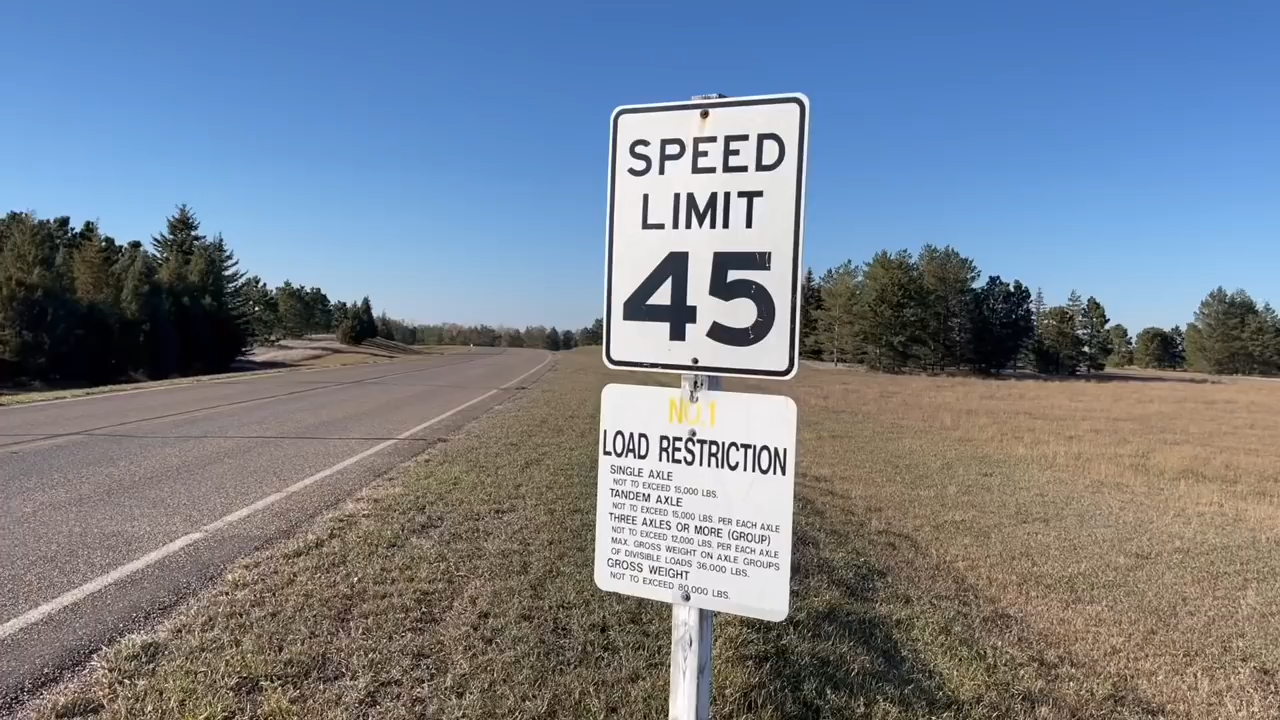 SPEED
LIMIT
45
NO.1
LOAD RESTRICTION
SINGLE AXLE
NOT TO EXCEED 15,000 LBS.
TANDEM AXLE
NOT TO EXCEED 15,000 LBS. PER EACH AXLE
THREE AXLES OR MORE (GROUP)
NOT TO EXCEED 12,000 LBS. PER EACH AXLE
MAX. GROSS WEIGHT ON AXLE GROUPS
OF DIVISIBLE LOADS 36,000 LBS.
GROSS WEIGHT
NOT TO EXCEED 80,000 LBS.